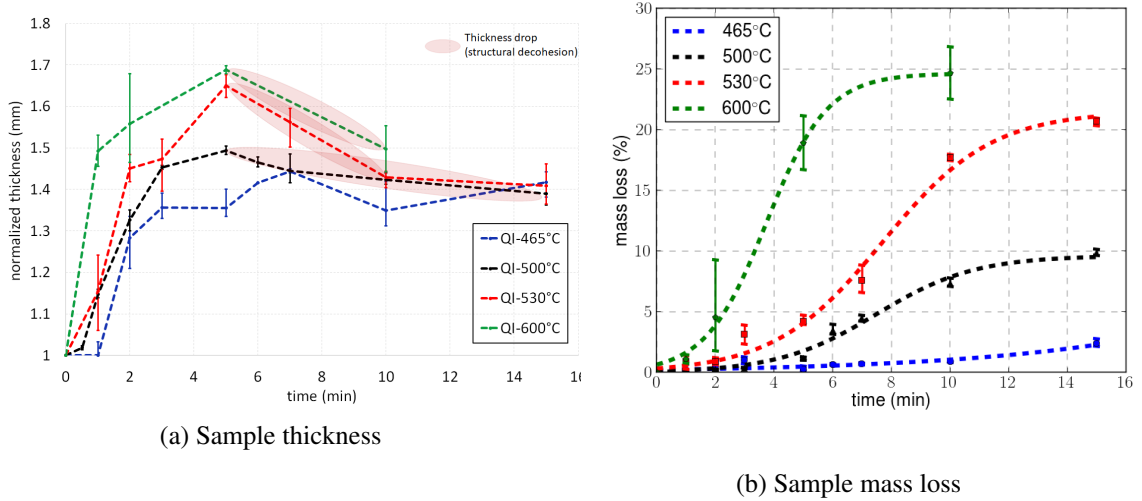 1.8
1.7
1.6
1.5
1.4
1.3
1.2
1.1
1
normalized thickness (mm)
Thickness drop
(structural decohesion)
QI-465°C
QI-500°C
QI-530°C
QI-600°C
0 2 4 6 8 10 12 14 16
time (min)
(a) Sample thickness
30
25
20
15
10
5
0
mass loss (%)
465°C
500°C
530°C
600°C
0 2 4 6 8 10 12 14 16
time (min)
(b) Sample mass loss